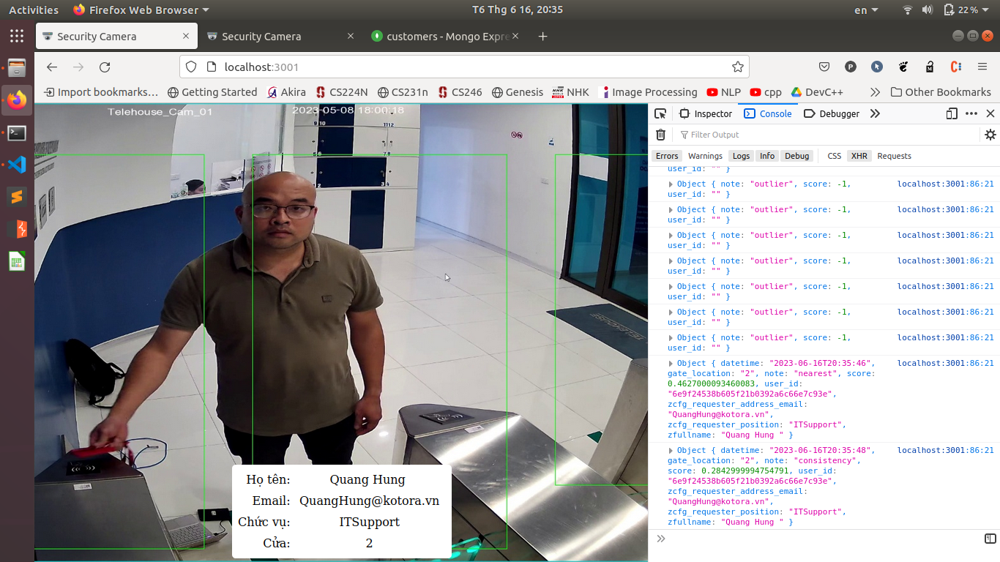 Activities Firefox Web Browser T6 Thg 6 16, 20:35 en 22%
Security Camera Security Camera customers - Mongo Expre
localhost:3001
Import bookmarks… Getting Started Akira CS224N CS231n CS246 Genesis NHK Image Processing NLP cpp DevC++ Other Bookmarks
Telehouse_Cam_01 2023-05-08 18:00:18
Inspector Console Debugger
Filter Output
Errors Warnings Logs Info Debug CSS XHR Requests
user_id: "" }
Object { note: "outlier", score: -1, localhost:3001:86:21
user_id: "" }
Object { note: "outlier", score: -1, localhost:3001:86:21
user_id: "" }
Object { note: "outlier", score: -1, localhost:3001:86:21
user_id: "" }
Object { note: "outlier", score: -1, localhost:3001:86:21
user_id: "" }
Object { note: "outlier", score: -1, localhost:3001:86:21
user_id: "" }
Object { note: "outlier", score: -1, localhost:3001:86:21
user_id: "" }
Object { note: "outlier", score: -1, localhost:3001:86:21
user_id: "" }
Object { datetime: "2023-06-16T20:35:46", localhost:3001:86:21
gate_location: "2", note: "nearest", score:
0.4627000093460083, user_id:
"6e9f24538b605f21b0392a6c66e7c93e",
zcfg_requester_address_email:
"QuangHung@kotora.vn",
zcfg_requester_position: "ITSupport",
zfullname: "Quang Hung " }
Object { datetime: "2023-06-16T20:35:48", localhost:3001:86:21
gate_location: "2", note: "consistency",
score: 0.2842999994754791, user_id:
"6e9f24538b605f21b0392a6c66e7c93e",
zcfg_requester_address_email:
"QuangHung@kotora.vn",
zcfg_requester_position: "ITSupport",
zfullname: "Quang Hung " }
TELEHOUSE
Họ tên: Quang Hung
Email: QuangHung@kotora.vn
Chức vụ: ITSupport
Cửa: 2